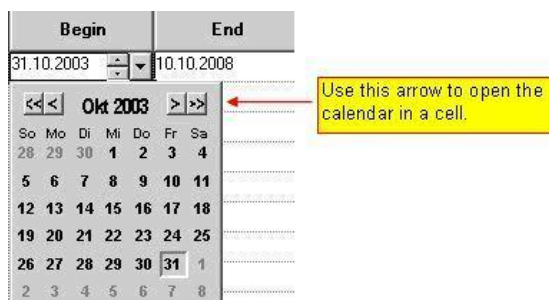 Begin End
31.10.2003 10.10.2008
<< < Okt 2003 > >>
Use this arrow to open the
calendar in a cell.
So Mo Di Mi Do Fr Sa
28 29 30 1 2 3 4
5 6 7 8 9 10 11
12 13 14 15 16 17 18
19 20 21 22 23 24 25
26 27 28 29 30 31 1
2 3 4 5 6 7 8